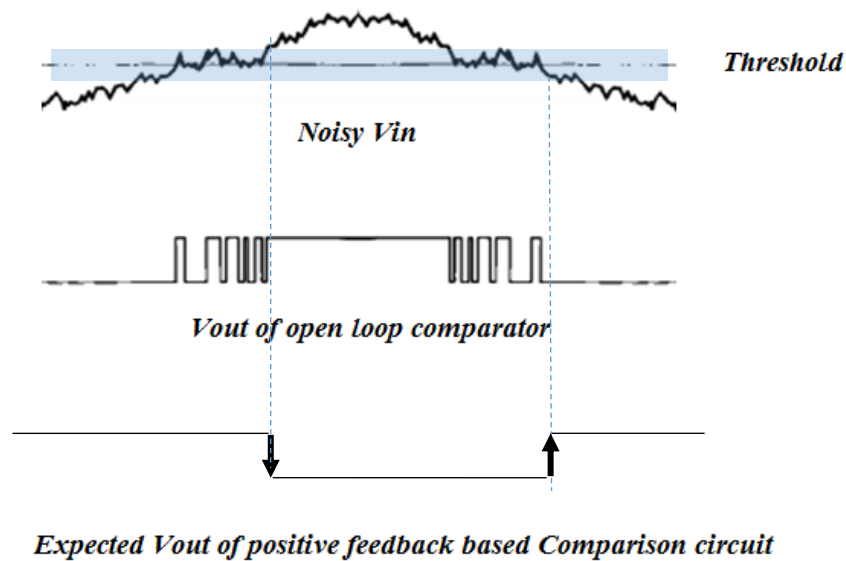 Threshold
Noisy Vin
Vout of open loop comparator
Expected Vout of positive feedback based Comparison circuit